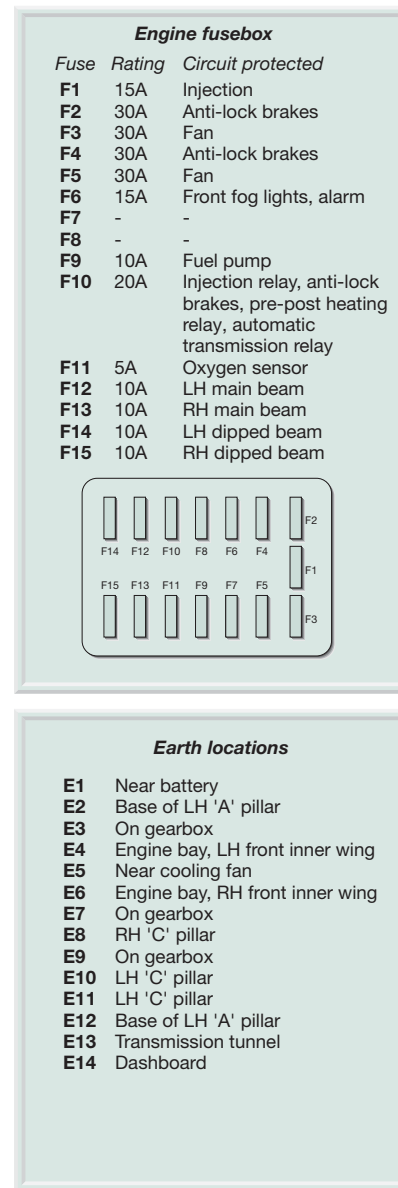 Engine fusebox
Fuse Rating Circuit protected
F1 15A Injection
F2 30A Anti-lock brakes
F3 30A Fan
F4 30A Anti-lock brakes
F5 30A Fan
F6 15A Front fog lights, alarm
F7 - -
F8 - -
F9 10A Fuel pump
F10 20A Injection relay, anti-lock
brakes, pre-post heating
relay, automatic
transmission relay
F11 5A Oxygen sensor
F12 10A LH main beam
F13 10A RH main beam
F14 10A LH dipped beam
F15 10A RH dipped beam
F2
F14 F12 F10 F8 F6 F4
F1
F15 F13 F11 F9 F7 F5
F3
Earth locations
E1 Near battery
E2 Base of LH 'A' pillar
E3 On gearbox
E4 Engine bay, LH front inner wing
E5 Near cooling fan
E6 Engine bay, RH front inner wing
E7 On gearbox
E8 RH 'C' pillar
E9 On gearbox
E10 LH 'C' pillar
E11 LH 'C' pillar
E12 Base of LH 'A' pillar
E13 Transmission tunnel
E14 Dashboard